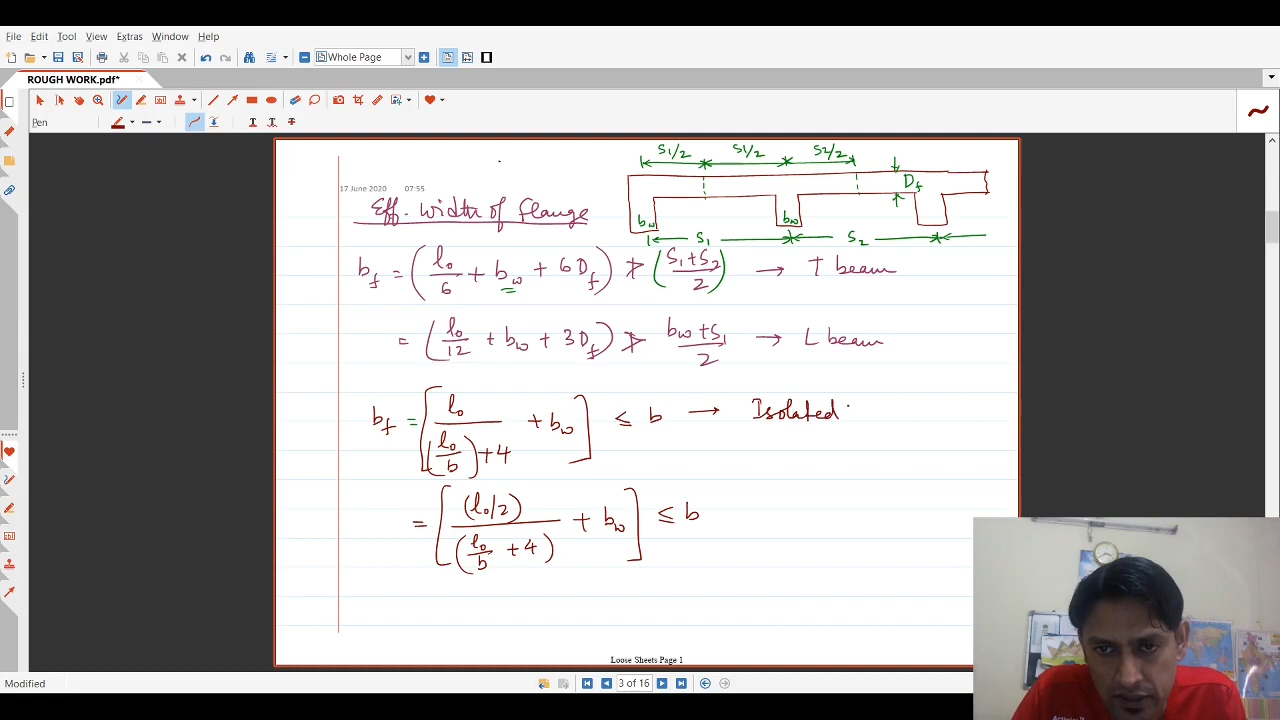 File Edit Tool View Extras Window Help
Whole Page
ROUGH WORK.pdf*
Pen
17 June 2020 07:55
Eff. width of flange
S1/2 S1/2 S2/2
Df
bw bw
S1 S2
bf = (l0/6 + bw + 6Df) ≯ (S1+S2/2) → T beam
= (l0/12 + bw + 3Df) ≯ bw+S1/2 → L beam
bf = [l0/((l0/b)+4) + bw] ≤ b → Isolated
= [(l0/2)/(l0/b +4) + bw] ≤ b
Loose Sheets Page 1
Modified
3 of 16